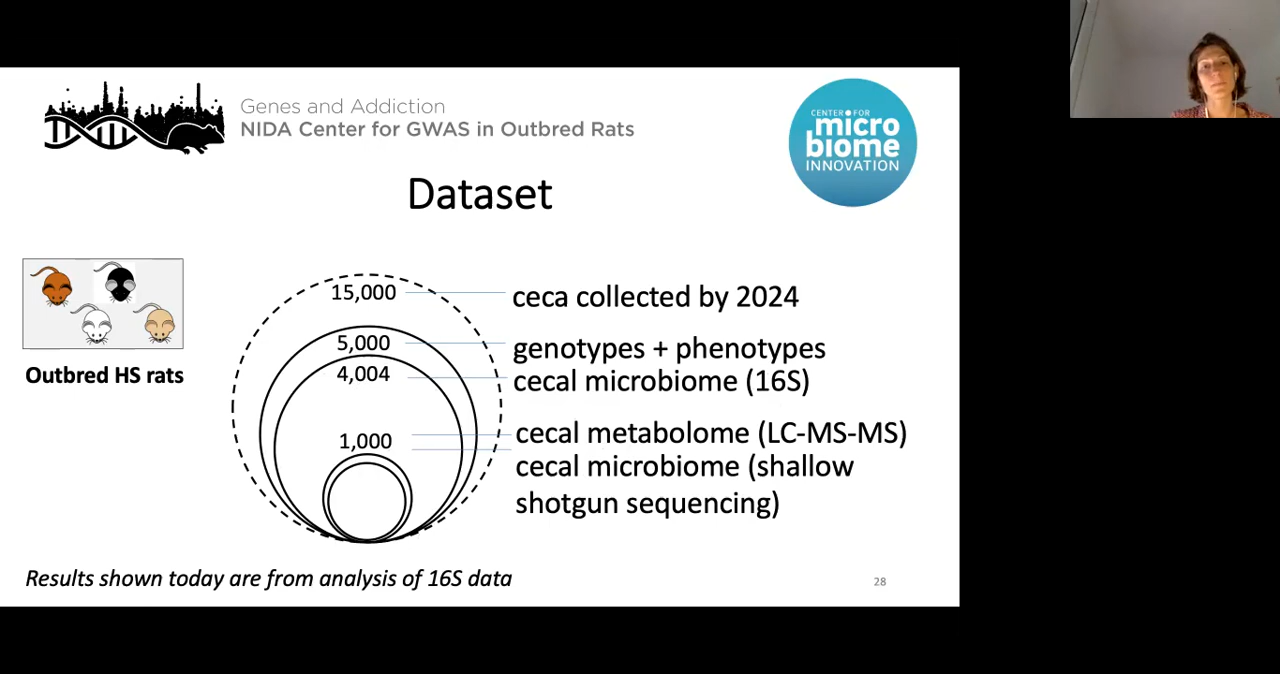 Genes and Addiction
NIDA Center for GWAS in Outbred Rats
CENTER FOR
micro
biome
INNOVATION
Dataset
Outbred HS rats
15,000
ceca collected by 2024
5,000
genotypes + phenotypes
4,004
cecal microbiome (16S)
1,000
cecal metabolome (LC-MS-MS)
cecal microbiome (shallow
shotgun sequencing)
Results shown today are from analysis of 16S data
28